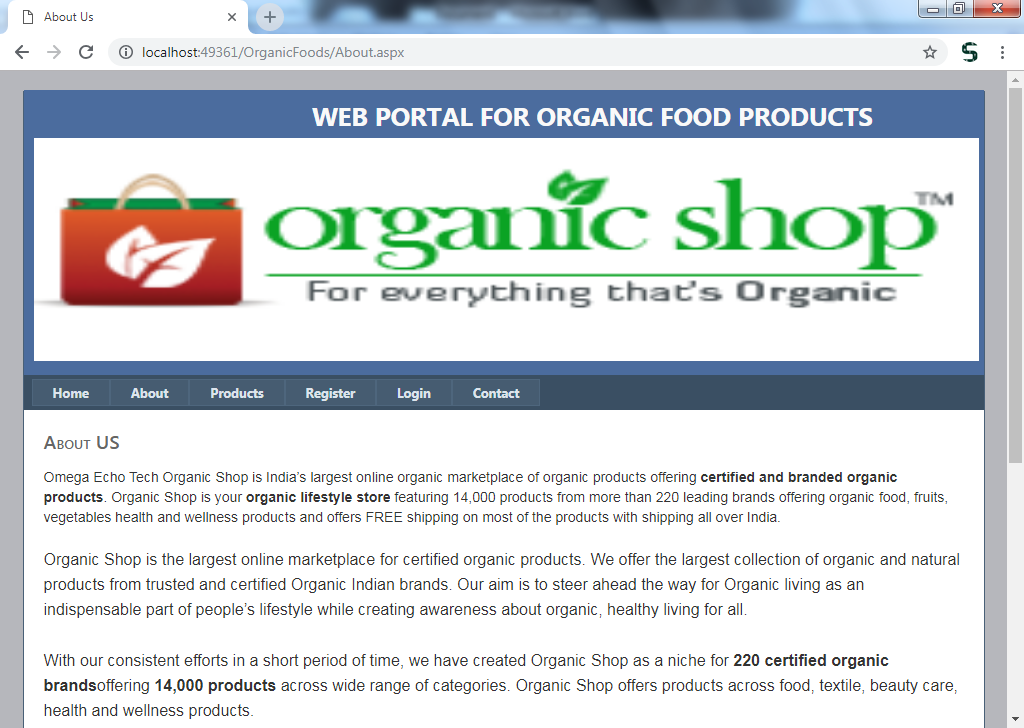 About Us
localhost:49361/OrganicFoods/About.aspx
WEB PORTAL FOR ORGANIC FOOD PRODUCTS
organic shop™
For everything that's Organic
Home About Products Register Login Contact
About US
Omega Echo Tech Organic Shop is India's largest online organic marketplace of organic products offering certified and branded organic
products. Organic Shop is your organic lifestyle store featuring 14,000 products from more than 220 leading brands offering organic food, fruits,
vegetables health and wellness products and offers FREE shipping on most of the products with shipping all over India.
Organic Shop is the largest online marketplace for certified organic products. We offer the largest collection of organic and natural
products from trusted and certified Organic Indian brands. Our aim is to steer ahead the way for Organic living as an
indispensable part of people's lifestyle while creating awareness about organic, healthy living for all.
With our consistent efforts in a short period of time, we have created Organic Shop as a niche for 220 certified organic
brandsoffering 14,000 products across wide range of categories. Organic Shop offers products across food, textile, beauty care,
health and wellness products.